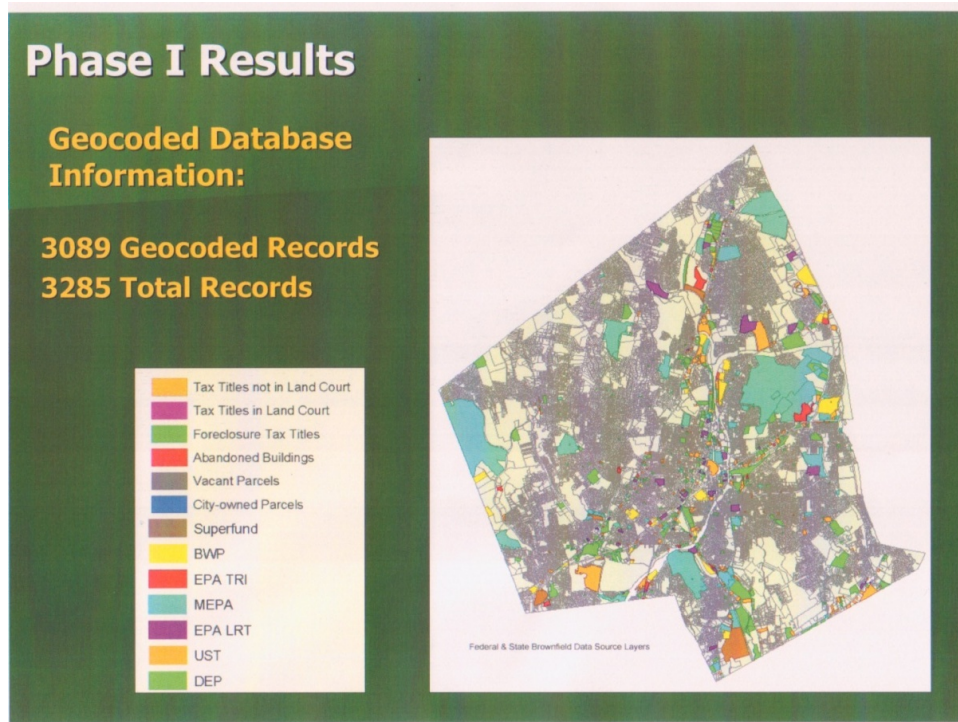 Phase I Results
Geocoded Database
Information:
3089 Geocoded Records
3285 Total Records
Tax Titles not in Land Court
Tax Titles in Land Court
Foreclosure Tax Titles
Abandoned Buildings
Vacant Parcels
City-owned Parcels
Superfund
BWP
EPA TRI
MEPA
EPA LRT
UST
DEP
Federal & State Brownfield Data Source Layers